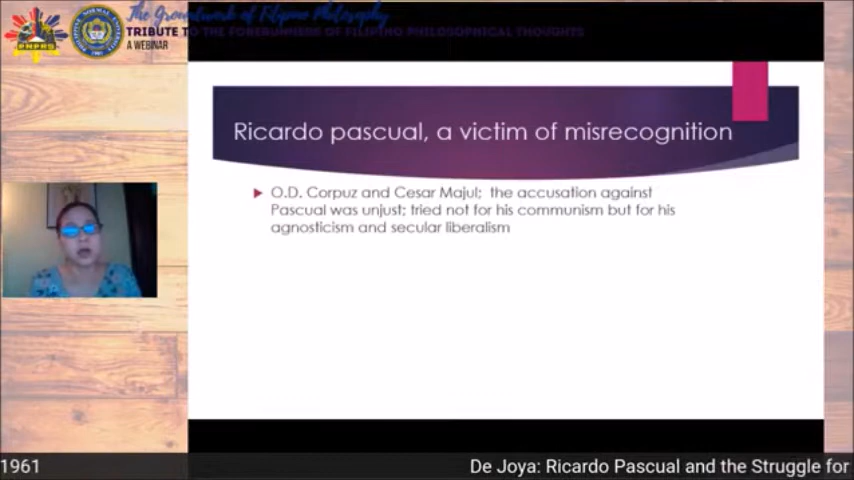 The Groundwork of Filipino Philosophy
TRIBUTE TO THE FORERUNNERS OF FILIPINO PHILOSOPHICAL THOUGHTS
A WEBINAR
PNPRS
Ricardo pascual, a victim of misrecognition
O.D. Corpuz and Cesar Majul; the accusation against
Pascual was unjust; tried not for his communism but for his
agnosticism and secular liberalism
1961
De Joya: Ricardo Pascual and the Struggle for